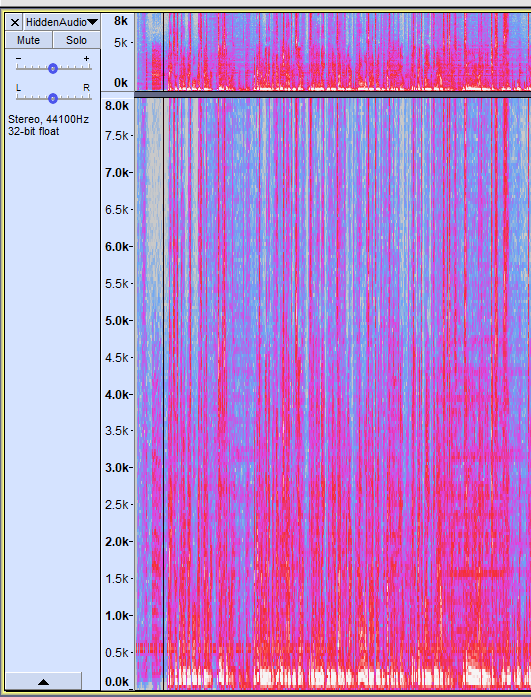 HiddenAudio
Mute Solo
- +
L R
Stereo, 44100Hz
32-bit float
8k
5k-
0k
8.0k
7.5k-
7.0k-
6.5k-
6.0k-
5.5k-
5.0k-
4.5k-
4.0k-
3.5k-
3.0k-
2.5k-
2.0k-
1.5k-
1.0k-
0.5k-
0.0k